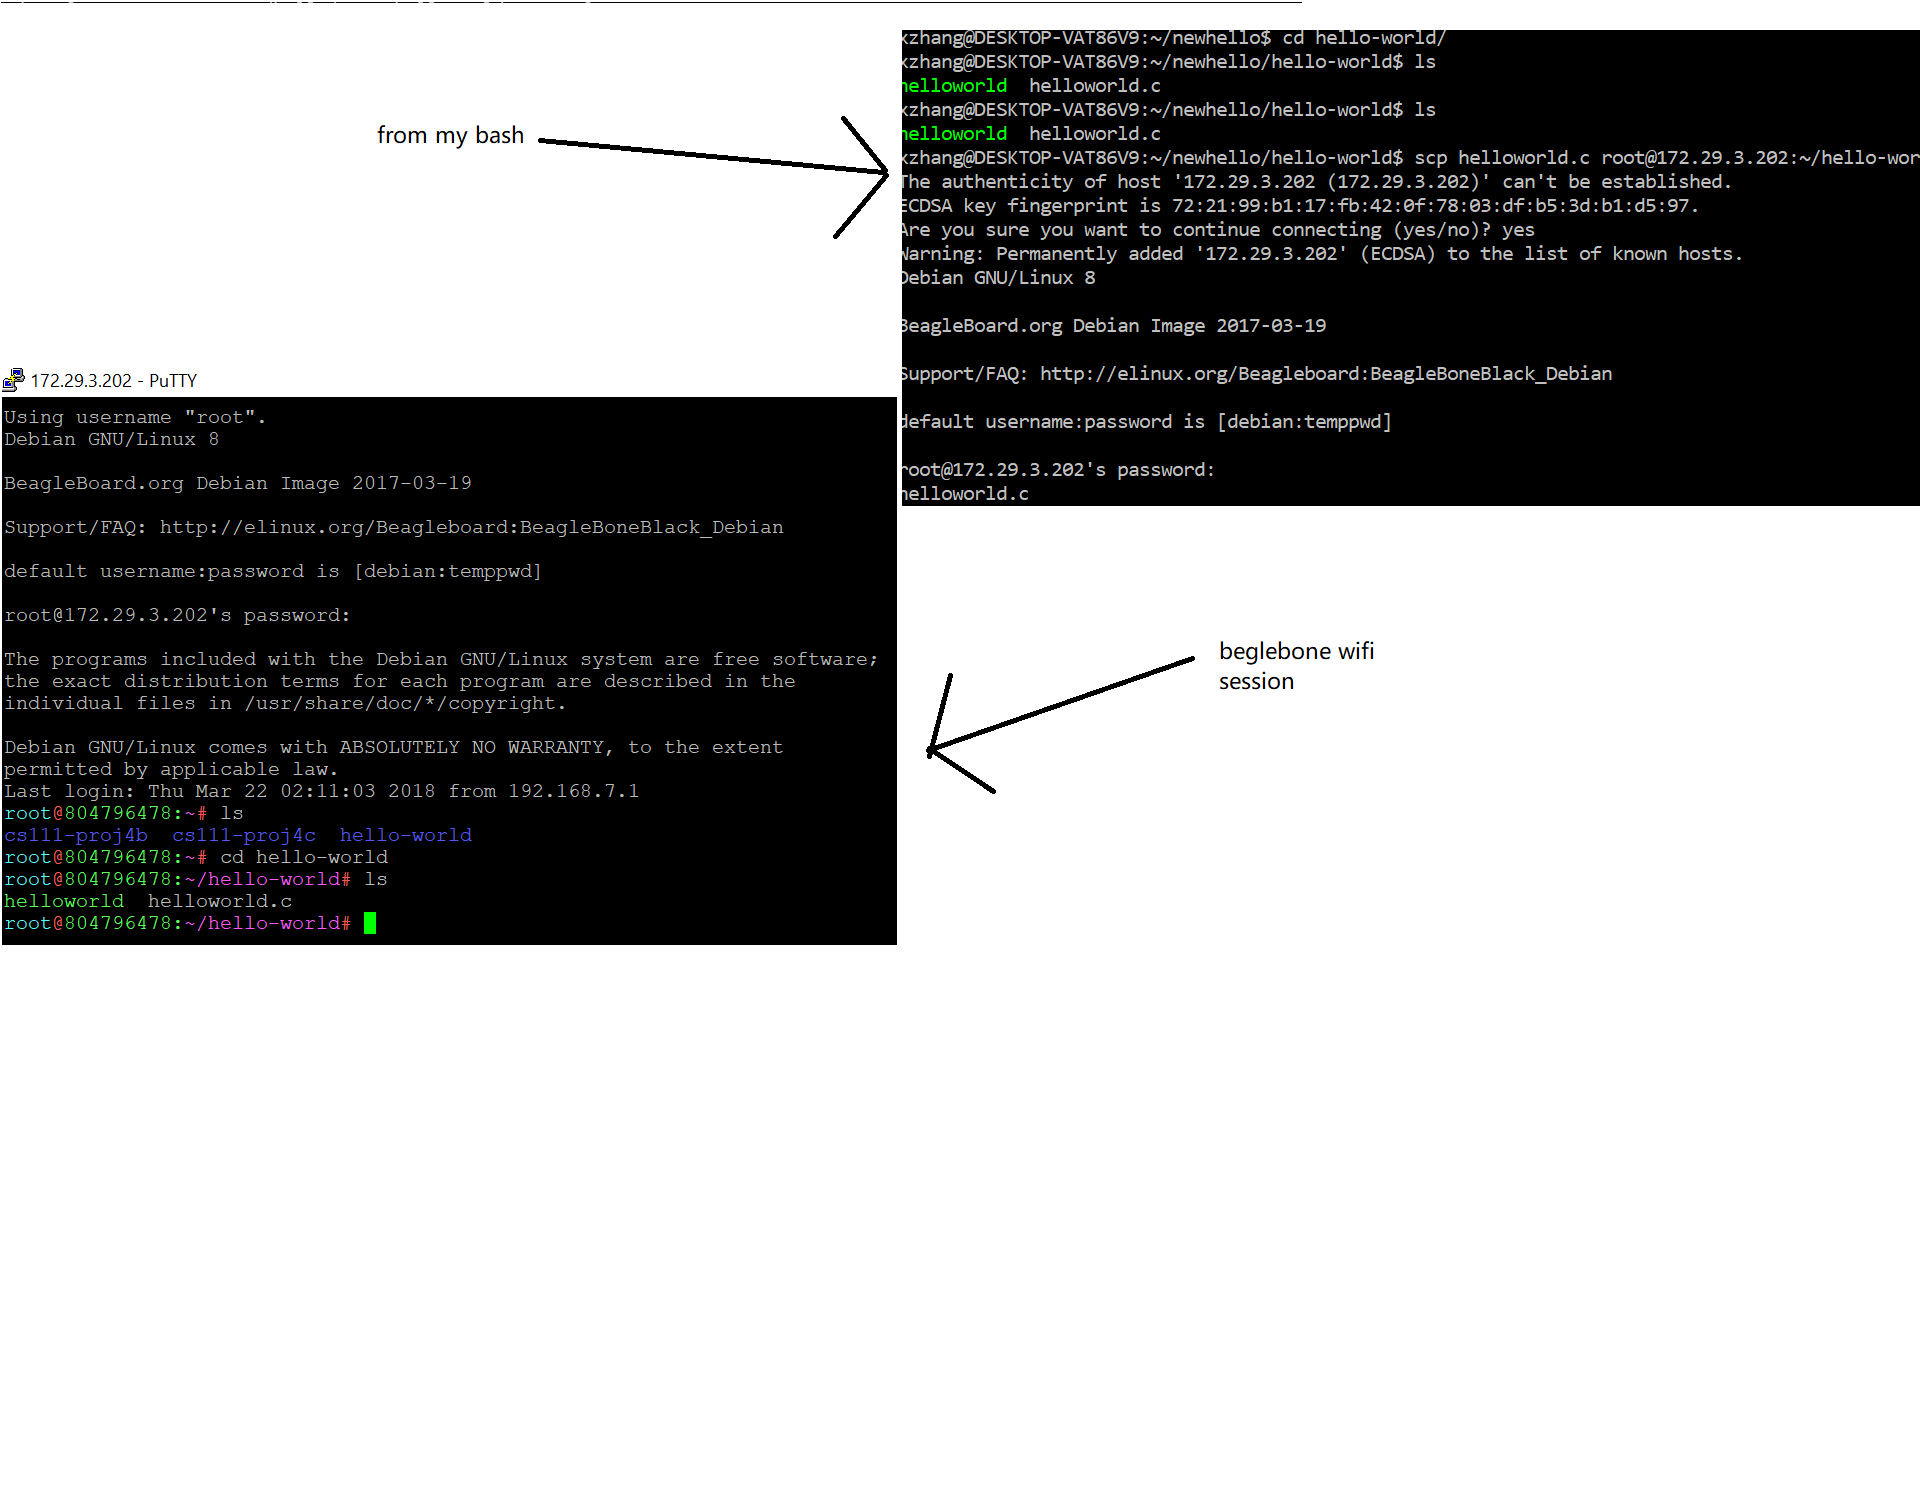 xzhang@DESKTOP-VAT86V9:~/newhello$ cd hello-world/
xzhang@DESKTOP-VAT86V9:~/newhello/hello-world$ ls
helloworld  helloworld.c
xzhang@DESKTOP-VAT86V9:~/newhello/hello-world$ ls
helloworld  helloworld.c
xzhang@DESKTOP-VAT86V9:~/newhello/hello-world$ scp helloworld.c root@172.29.3.202:~/hello-wor
The authenticity of host '172.29.3.202 (172.29.3.202)' can't be established.
ECDSA key fingerprint is 72:21:99:b1:17:fb:42:0f:78:03:df:b5:3d:b1:d5:97.
Are you sure you want to continue connecting (yes/no)? yes
Warning: Permanently added '172.29.3.202' (ECDSA) to the list of known hosts.
Debian GNU/Linux 8
BeagleBoard.org Debian Image 2017-03-19
Support/FAQ: http://elinux.org/Beagleboard:BeagleBoneBlack_Debian
default username:password is [debian:temppwd]
root@172.29.3.202's password:
helloworld.c
from my bash
172.29.3.202 - PuTTY
Using username "root".
Debian GNU/Linux 8
BeagleBoard.org Debian Image 2017-03-19
Support/FAQ: http://elinux.org/Beagleboard:BeagleBoneBlack_Debian
default username:password is [debian:temppwd]
root@172.29.3.202's password:
The programs included with the Debian GNU/Linux system are free software;
the exact distribution terms for each program are described in the
individual files in /usr/share/doc/*/copyright.
Debian GNU/Linux comes with ABSOLUTELY NO WARRANTY, to the extent
permitted by applicable law.
Last login: Thu Mar 22 02:11:03 2018 from 192.168.7.1
root@804796478:~# ls
cs111-proj4b  cs111-proj4c  hello-world
root@804796478:~# cd hello-world
root@804796478:~/hello-world# ls
helloworld  helloworld.c
root@804796478:~/hello-world#
beglebone wifi
session